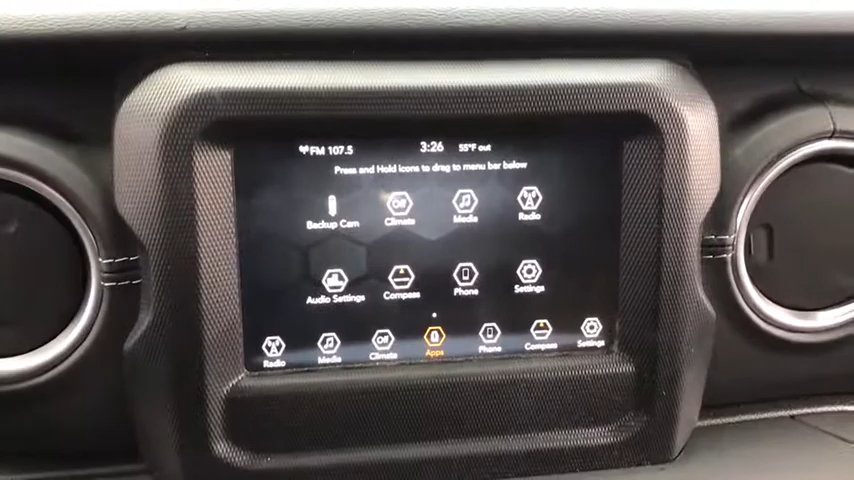 FM 107.5 3:26 55°F out
Press and Hold icons to drag to menu bar below
Backup Cam Off Climate Media Radio
Audio Settings Compass Phone Settings
Radio Media Off Climate Apps Phone Compass Settings